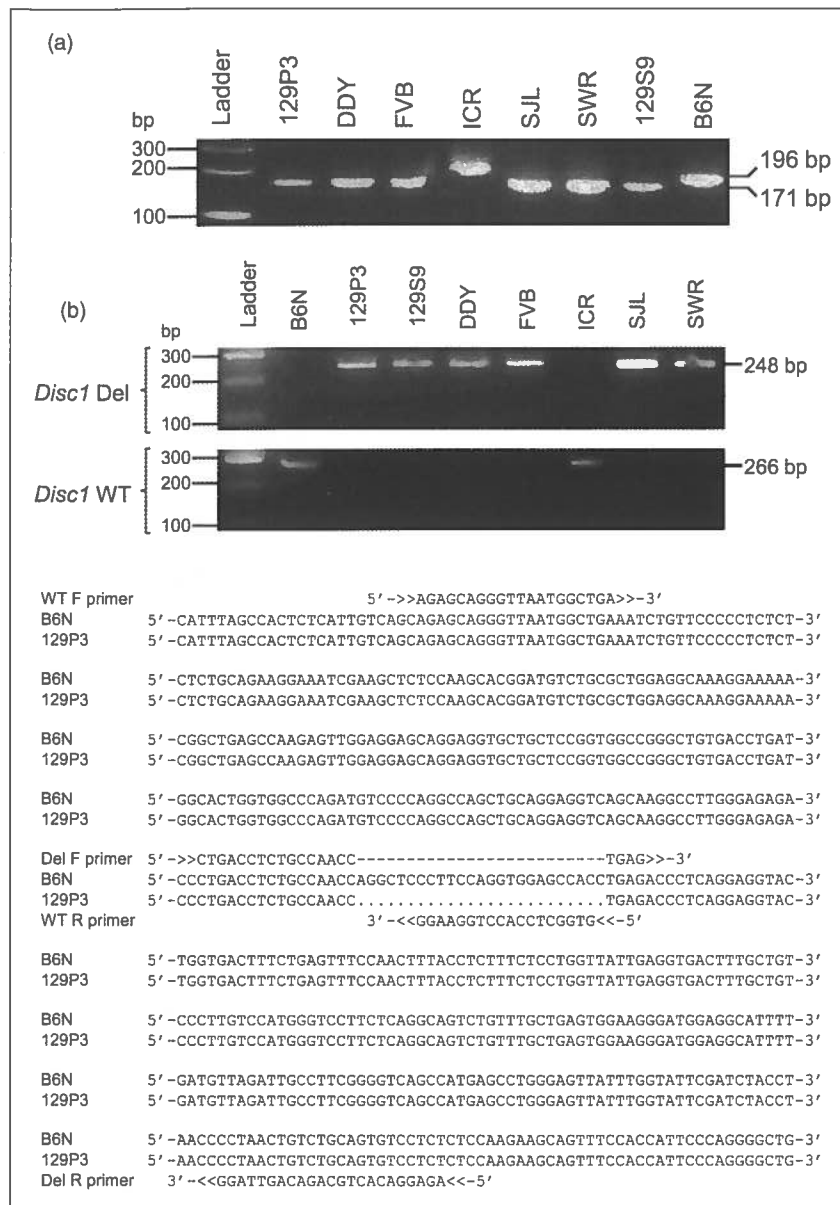 (a)
Ladder 129P3 DDY FVB ICR SJL SWR 129S9 B6N
bp
300
200
100
196 bp
171 bp
(b)
Ladder B6N 129P3 129S9 DDY FVB ICR SJL SWR
bp
Disc1 Del
300
200
100
248 bp
Disc1 WT
300
200
100
266 bp
WT F primer 5'->>AGAGCAGGGTTAATGGCTGA>>-3'
B6N 5'-CATTTAGCCACTCTCATTGTCAGCAGAGCAGGGTTAATGGCTGAAATCTGTTCCCCCTCTCT-3'
129P3 5'-CATTTAGCCACTCTCATTGTCAGCAGAGCAGGGTTAATGGCTGAAATCTGTTCCCCCTCTCT-3'
B6N 5'-CTCTGCAGAAGGAAATCGAAGCTCTCCAAGCACGGATGTCTGCGCTGGAGGCAAAGGAAAAA-3'
129P3 5'-CTCTGCAGAAGGAAATCGAAGCTCTCCAAGCACGGATGTCTGCGCTGGAGGCAAAGGAAAAA-3'
B6N 5'-CGGCTGAGCCAAGAGTTGGAGGAGCAGGAGGTGCTGCTCCGGTGGCCGGGCTGTGACCTGAT-3'
129P3 5'-CGGCTGAGCCAAGAGTTGGAGGAGCAGGAGGTGCTGCTCCGGTGGCCGGGCTGTGACCTGAT-3'
B6N 5'-GGCACTGGTGGCCCAGATGTCCCCAGGCCAGCTGCAGGAGGTCAGCAAGGCCTTGGGAGAGA-3'
129P3 5'-GGCACTGGTGGCCCAGATGTCCCCAGGCCAGCTGCAGGAGGTCAGCAAGGCCTTGGGAGAGA-3'
Del F primer 5'->>CTGACCTCTGCCAACC-------------------------TGAG>>-3'
B6N 5'-CCCTGACCTCTGCCAACCAGGCTCCCTTCCAGGTGGAGCCACCTGAGACCCTCAGGAGGTAC-3'
129P3 5'-CCCTGACCTCTGCCAACC.........................TGAGACCCTCAGGAGGTAC-3'
WT R primer 3'-<<GGAAGGTCCACCTCGGTG<<-5'
B6N 5'-TGGTGACTTTCTGAGTTTCCAACTTTACCTCTTTCTCCTGGTTATTGAGGTGACTTTGCTGT-3'
129P3 5'-TGGTGACTTTCTGAGTTTCCAACTTTACCTCTTTCTCCTGGTTATTGAGGTGACTTTGCTGT-3'
B6N 5'-CCCTTGTCCATGGGTCCTTCTCAGGCAGTCTGTTTGCTGAGTGGAAGGGATGGAGGCATTTT-3'
129P3 5'-CCCTTGTCCATGGGTCCTTCTCAGGCAGTCTGTTTGCTGAGTGGAAGGGATGGAGGCATTTT-3'
B6N 5'-GATGTTAGATTGCCTTCGGGGTCAGCCATGAGCCTGGGAGTTATTTGGTATTCGATCTACCT-3'
129P3 5'-GATGTTAGATTGCCTTCGGGGTCAGCCATGAGCCTGGGAGTTATTTGGTATTCGATCTACCT-3'
B6N 5'-AACCCCTAACTGTCTGCAGTGTCCTCTCTCCAAGAAGCAGTTTCCACCATTCCCAGGGGCTG-3'
129P3 5'-AACCCCTAACTGTCTGCAGTGTCCTCTCTCCAAGAAGCAGTTTCCACCATTCCCAGGGGCTG-3'
Del R primer 3'-<<GGATTGACAGACGTCACAGGAGA<<-5'